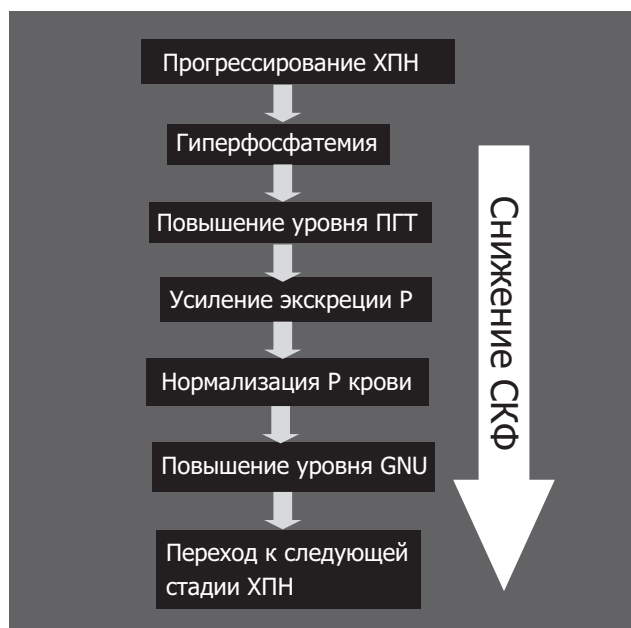 Прогрессирование ХПН
Гиперфосфатемия
Повышение уровня ПГТ
Усиление экскреции Р
Нормализация Р крови
Повышение уровня GNU
Переход к следующей
стадии ХПН
Снижение СКФ